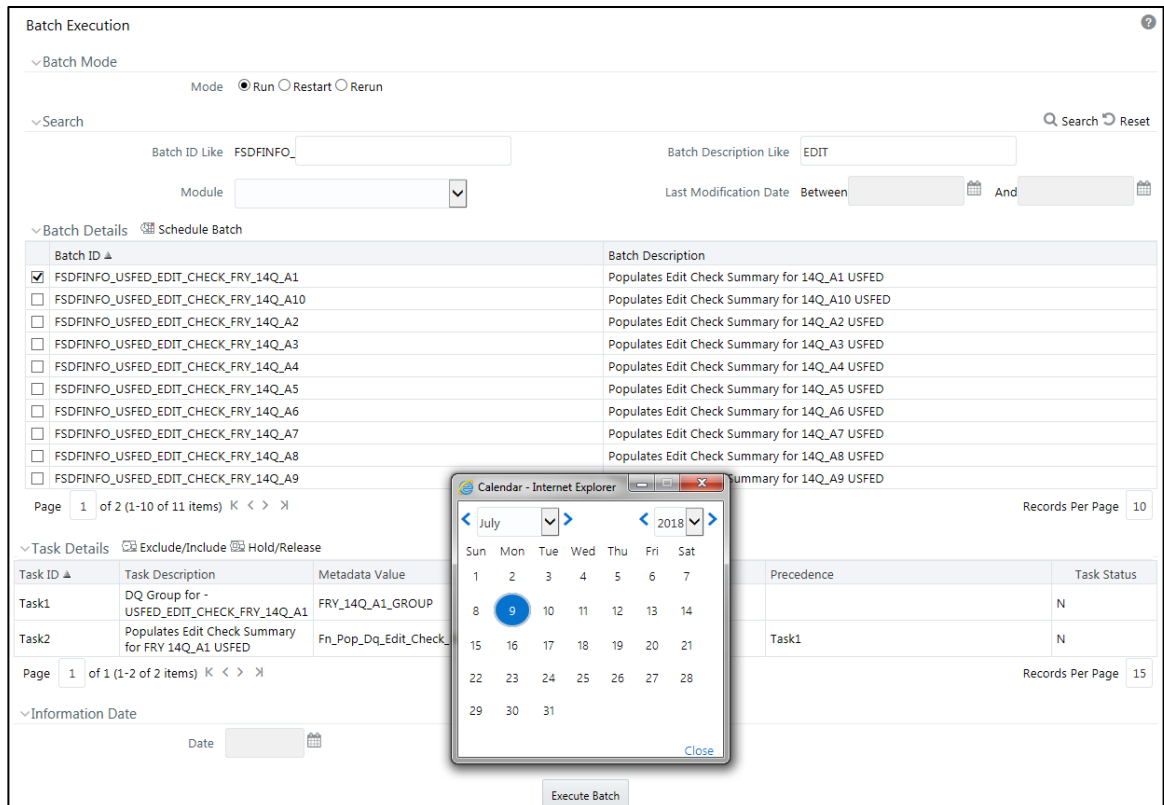 Batch Execution
Batch Mode
Mode Run Restart Rerun
Search Search Reset
Batch ID Like FSDFINFO_ Batch Description Like EDIT
Module Last Modification Date Between And
Batch Details Schedule Batch
Batch ID Batch Description
FSDFINFO_USFED_EDIT_CHECK_FRY_14Q_A1 Populates Edit Check Summary for 14Q_A1 USFED
FSDFINFO_USFED_EDIT_CHECK_FRY_14Q_A10 Populates Edit Check Summary for 14Q_A10 USFED
FSDFINFO_USFED_EDIT_CHECK_FRY_14Q_A2 Populates Edit Check Summary for 14Q_A2 USFED
FSDFINFO_USFED_EDIT_CHECK_FRY_14Q_A3 Populates Edit Check Summary for 14Q_A3 USFED
FSDFINFO_USFED_EDIT_CHECK_FRY_14Q_A4 Populates Edit Check Summary for 14Q_A4 USFED
FSDFINFO_USFED_EDIT_CHECK_FRY_14Q_A5 Populates Edit Check Summary for 14Q_A5 USFED
FSDFINFO_USFED_EDIT_CHECK_FRY_14Q_A6 Populates Edit Check Summary for 14Q_A6 USFED
FSDFINFO_USFED_EDIT_CHECK_FRY_14Q_A7 Populates Edit Check Summary for 14Q_A7 USFED
FSDFINFO_USFED_EDIT_CHECK_FRY_14Q_A8 Populates Edit Check Summary for 14Q_A8 USFED
FSDFINFO_USFED_EDIT_CHECK_FRY_14Q_A9 ummary for 14Q_A9 USFED
Page 1 of 2 (1-10 of 11 items) Records Per Page 10
Task Details Exclude/Include Hold/Release
Task ID Task Description Metadata Value Precedence Task Status
Task1 DQ Group for -
USFED_EDIT_CHECK_FRY_14Q_A1 FRY_14Q_A1_GROUP N
Task2 Populates Edit Check Summary
for FRY 14Q_A1 USFED Fn_Pop_Dq_Edit_Check_ Task1 N
Page 1 of 1 (1-2 of 2 items) Records Per Page 15
Information Date
Date
Execute Batch
Calendar - Internet Explorer
July 2018
Sun Mon Tue Wed Thu Fri Sat
1 2 3 4 5 6 7
8 9 10 11 12 13 14
15 16 17 18 19 20 21
22 23 24 25 26 27 28
29 30 31
Close